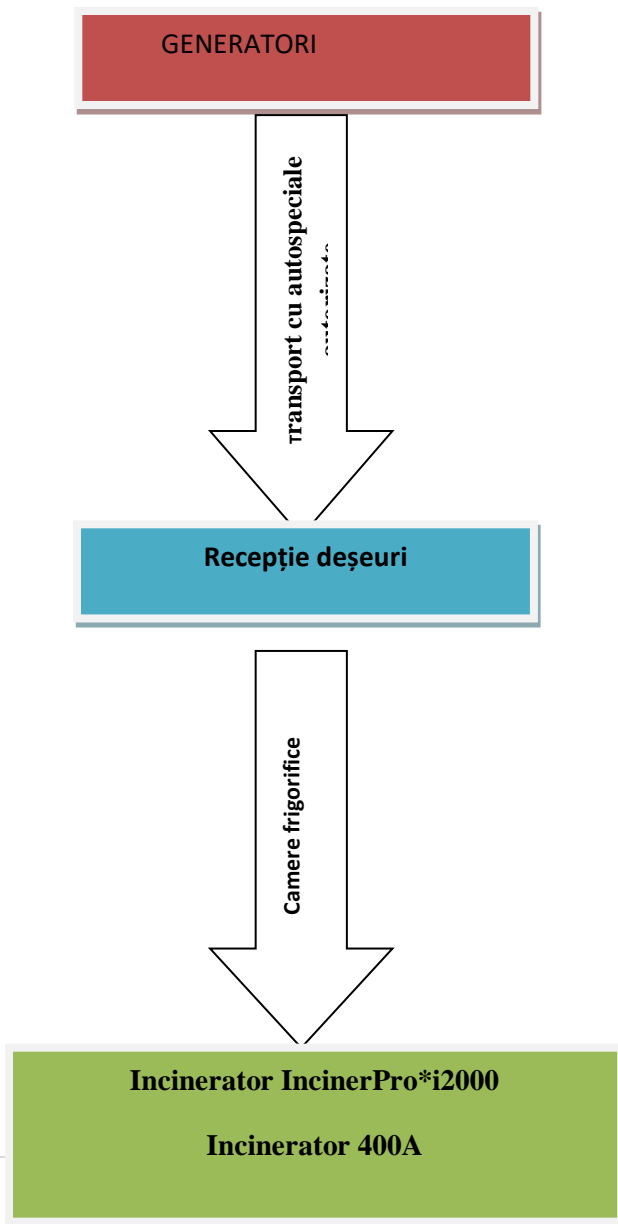 GENERATORI
Transport cu autospeciale
Recepție deșeuri
Camere frigorifice
Incinerator IncinerPro*i2000
Incinerator 400A